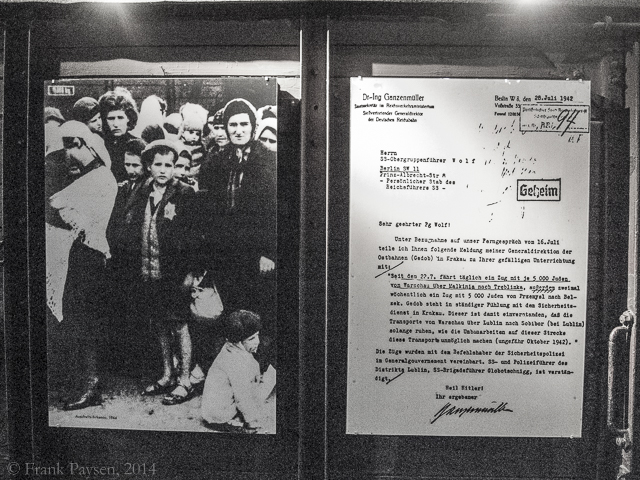 Dr.-Ing Ganzenmüller
Staatssekretär im Reichsverkehrsministerium
Stellvertretender Generaldirektor
der Deutschen Reichsbahn
Berlin W 8, den 28.Juli 1942
Voßstraße 35
Herrn
SS-Obergruppenführer Wolf
Berlin SW 11
Prinz-Albrecht-Str 8
- Persönlicher Stab des
Reichsführers SS -
Geheim
Sehr geehrter Pg Wolf!
Unter Bezugnahme auf unser Ferngespräch vom 16.Juli
teile ich Ihnen folgende Meldung meiner Generaldirektion der
Ostbahnen (Gedob) in Krakau zu Ihrer gefälligen Unterrichtung
mit:
"Seit dem 22.7. fährt täglich ein Zug mit je 5 000 Juden
von Warschau über Malkinia nach Treblinka, außerdem zweimal
wöchentlich ein Zug mit 5 000 Juden von Przemysl nach Bel-
zek. Gedob steht in ständiger Fühlung mit dem Sicherheits-
dienst in Krakau. Dieser ist damit einverstanden, daß die
Transporte von Warschau über Lublin nach Sobibor (bei Lublin)
solange ruhen, wie die Umbauarbeiten auf dieser Strecke
diese Transporte unmöglich machen (ungefähr Oktober 1942)."
Die Züge wurden mit dem Befehlshaber der Sicherheitspolizei
im Generalgouvernement vereinbart. SS- und Polizeiführer des
Distrikts Lublin, SS-Brigadeführer Globotschnigg, ist verstän-
digt.
Heil Hitler!
Ihr ergebener
Ganzenmüller
© Frank Paysen, 2014